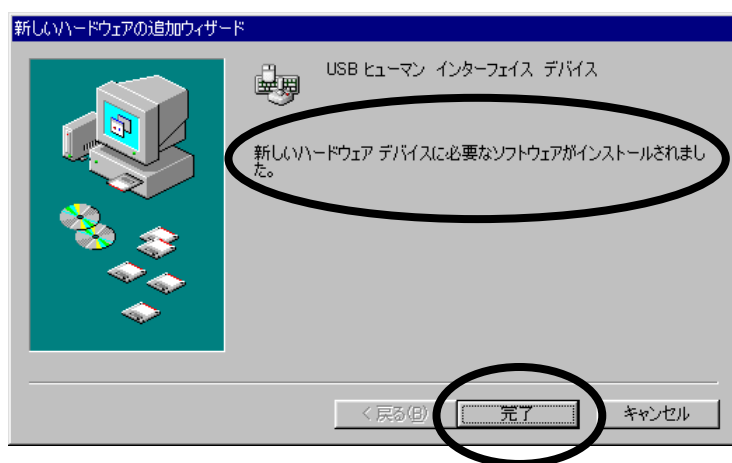 新しいハードウェアの追加ウィザード
USB ヒューマン インターフェイス デバイス
新しいハードウェア デバイスに必要なソフトウェアがインストールされまし
た。
< 戻る(B)
完了
キャンセル